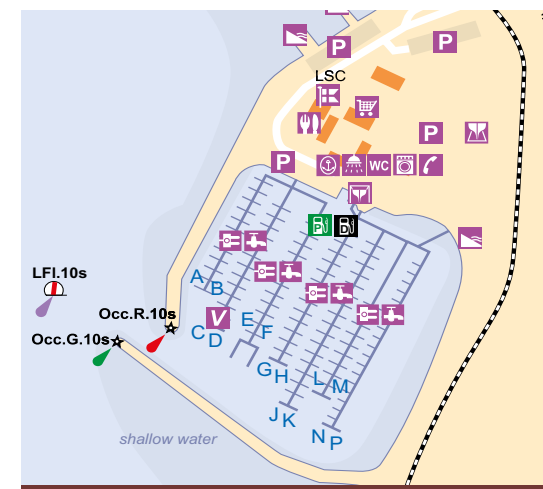 P
P
LSC
P
P
WC
P
D
LFl.10s
A
B
Occ.R.10s
V
E
F
C
D
Occ.G.10s
G
H
L
M
J
K
N
P
shallow water